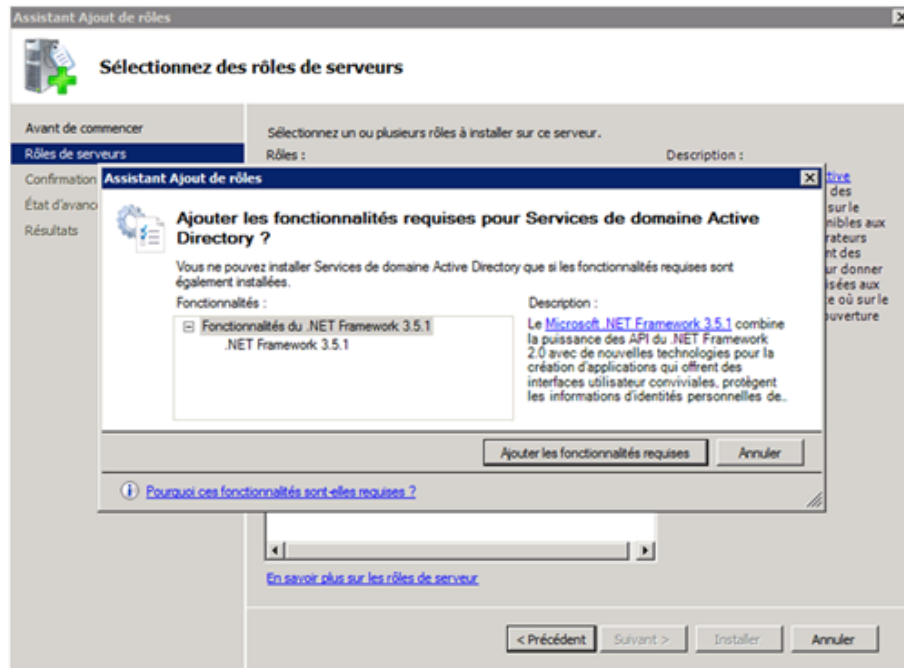 Assistant Ajout de rôles
Sélectionnez des rôles de serveurs
Avant de commencer
Rôles de serveurs
Confirmation
État d'avanc
Résultats
Sélectionnez un ou plusieurs rôles à installer sur ce serveur.
Rôles :
Description :
Assistant Ajout de rôles
Ajouter les fonctionnalités requises pour Services de domaine Active
Directory ?
Vous ne pouvez installer Services de domaine Active Directory que si les fonctionnalités requises sont
également installées.
Fonctionnalités :
Fonctionnalités du .NET Framework 3.5.1
.NET Framework 3.5.1
Description :
Le Microsoft .NET Framework 3.5.1 combine
la puissance des API du .NET Framework
2.0 avec de nouvelles technologies pour la
création d'applications qui offrent des
interfaces utilisateur conviviales, protègent
les informations d'identités personnelles de..
Ajouter les fonctionnalités requises
Annuler
Pourquoi ces fonctionnalités sont-elles requises ?
tive
des
sur le
nibles aux
rateurs
nt des
ur donner
isées aux
e où sur le
ouverture
En savoir plus sur les rôles de serveur
< Précédent
Suivant >
Installer
Annuler